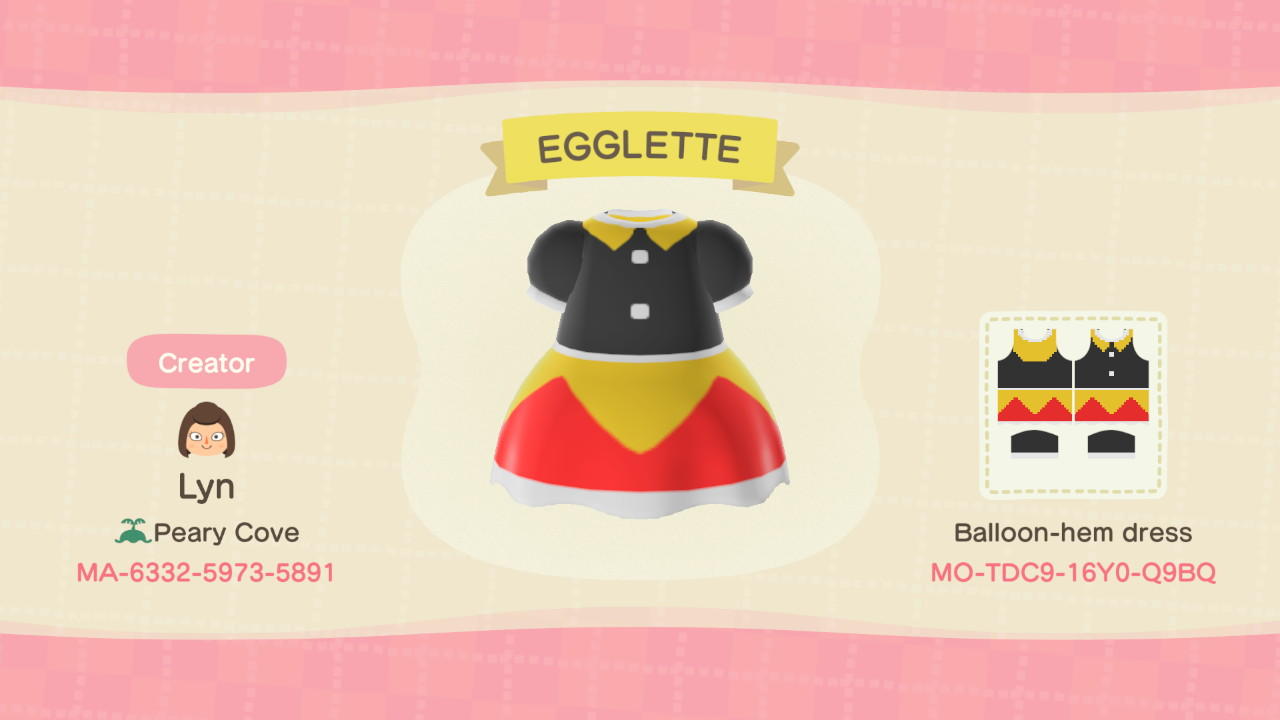 EGGLETTE
Creator
Lyn
Peary Cove
MA-6332-5973-5891
Balloon-hem dress
MO-TDC9-16Y0-Q9BQ